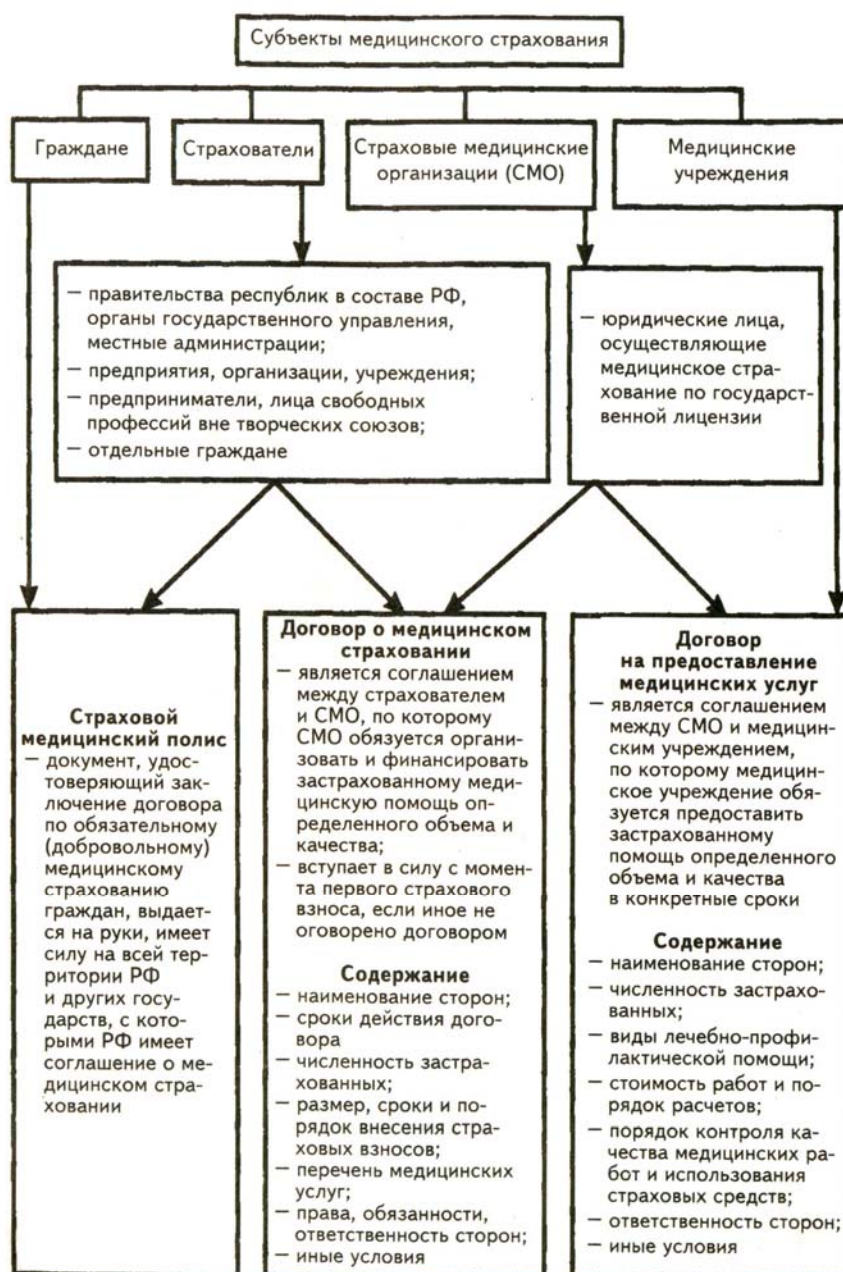 Субъекты медицинского страхования
Граждане
Страхователи
Страховые медицинские
организации (СМО)
Медицинские
учреждения
— правительства республик в составе РФ,
органы государственного управления,
местные администрации;
— предприятия, организации, учреждения;
— предприниматели, лица свободных
профессий вне творческих союзов;
— отдельные граждане
— юридические лица,
осуществляющие
медицинское стра-
хование по государст-
венной лицензии
Страховой
медицинский полис
— документ, удос-
товеряющий зак-
лючение договора
по обязательному
(добровольному)
медицинскому
страхованию
граждан, выдает-
ся на руки, имеет
силу на всей тер-
ритории РФ
и других госу-
дарств, с кото-
рыми РФ имеет
соглашение о ме-
дицинском стра-
ховании
Договор о медицинском
страховании
— является соглашением
между страхователем
и СМО, по которому
СМО обязуется органи-
зовать и финансировать
застрахованному меди-
цинскую помощь оп-
ределенного объема и
качества;
— вступает в силу с момен-
та первого страхового
взноса, если иное не
оговорено договором
Содержание
— наименование сторон;
— сроки действия дого-
вора
— численность застра-
хованных;
— размер, сроки и по-
рядок внесения стра-
ховых взносов;
— перечень медицинских
услуг;
— права, обязанности,
ответственность сторон;
— иные условия
Договор
на предоставление
медицинских услуг
— является соглашением
между СМО и медицин-
ским учреждением,
по которому медицин-
ское учреждение обя-
зуется предоставить
застрахованному
помощь определенного
объема и качества
в конкретные сроки
Содержание
— наименование сторон;
— численность застрахо-
ванных;
— виды лечебно-профи-
лактической помощи;
— стоимость работ и по-
рядок расчетов;
— порядок контроля ка-
чества медицинских ра-
бот и использования
страховых средств;
— ответственность сторон;
— иные условия